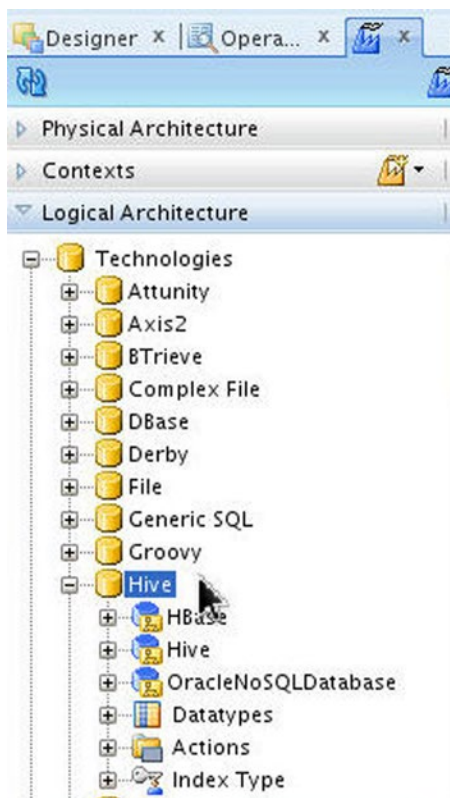 Designer × Opera... × ×
Physical Architecture
Contexts
Logical Architecture
Technologies
Attunity
Axis2
BTrieve
Complex File
DBase
Derby
File
Generic SQL
Groovy
Hive
HBase
Hive
OracleNoSQLDatabase
Datatypes
Actions
Index Type